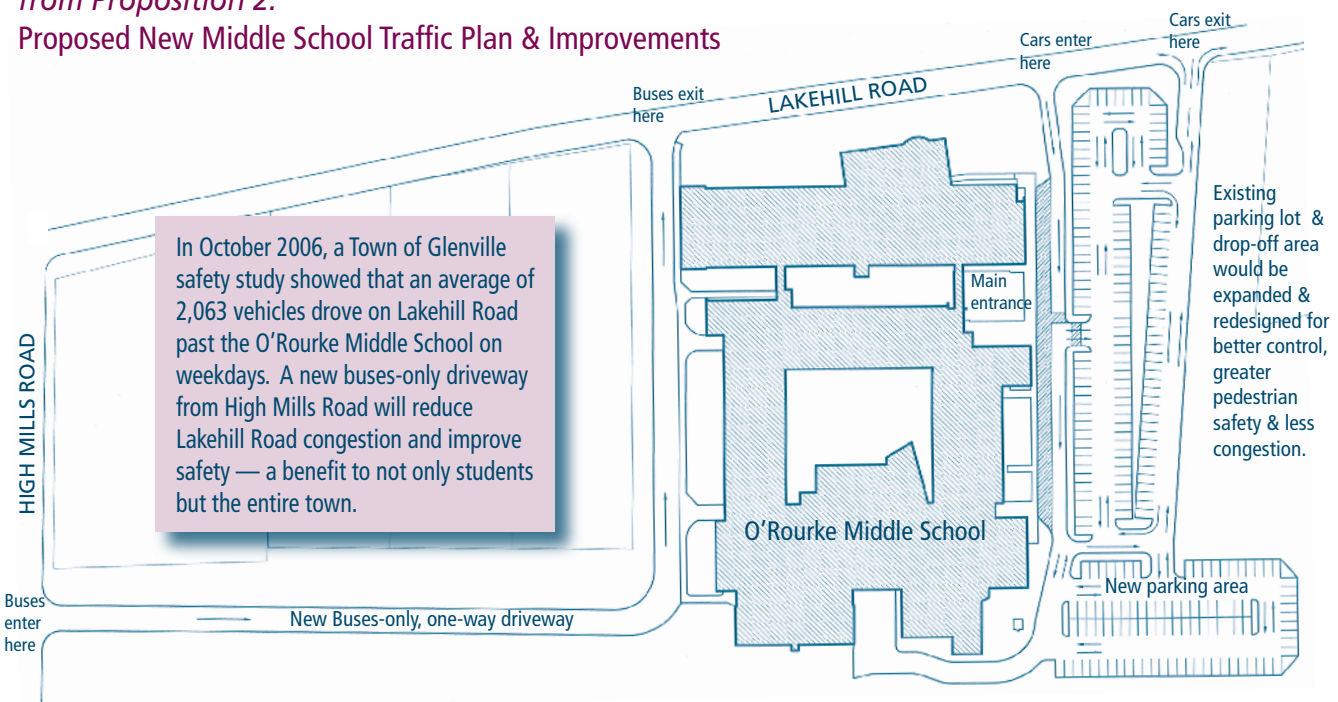 from Proposition 2:
Proposed New Middle School Traffic Plan & Improvements
Cars exit
here
Cars enter
here
Buses exit
here
LAKEHILL ROAD
In October 2006, a Town of Glenville
safety study showed that an average of
2,063 vehicles drove on Lakehill Road
past the O’Rourke Middle School on
weekdays. A new buses-only driveway
from High Mills Road will reduce
Lakehill Road congestion and improve
safety — a benefit to not only students
but the entire town.
HIGH MILLS ROAD
Main
entrance
Existing
parking lot &
drop-off area
would be
expanded &
redesigned for
better control,
greater
pedestrian
safety & less
congestion.
O’Rourke Middle School
New parking area
Buses
enter
here
New Buses-only, one-way driveway